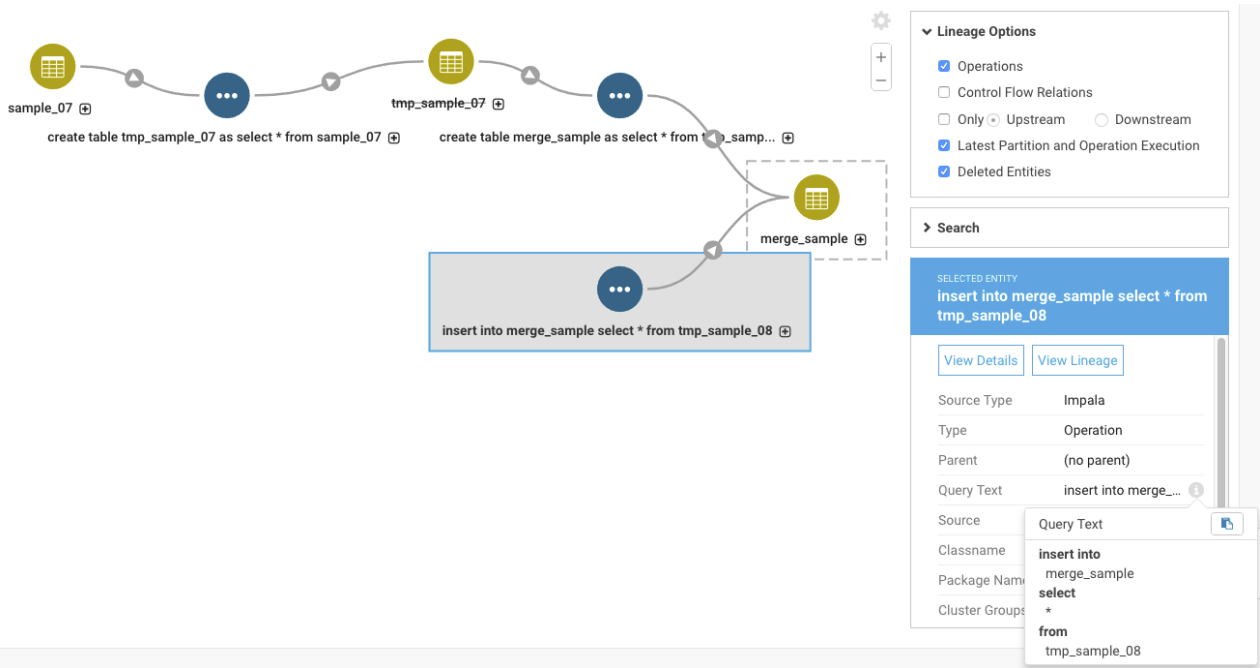 sample_07
create table tmp_sample_07 as select * from sample_07
tmp_sample_07
create table merge_sample as select * from tmp_samp...
merge_sample
insert into merge_sample select * from tmp_sample_08
+
−
Lineage Options
Operations
Control Flow Relations
Only Upstream Downstream
Latest Partition and Operation Execution
Deleted Entities
Search
SELECTED ENTITY
insert into merge_sample select * from
tmp_sample_08
View Details View Lineage
Source Type Impala
Type Operation
Parent (no parent)
Query Text insert into merge_...
Source
Classname
Package Name
Cluster Groups
Query Text
insert into
merge_sample
select
*
from
tmp_sample_08